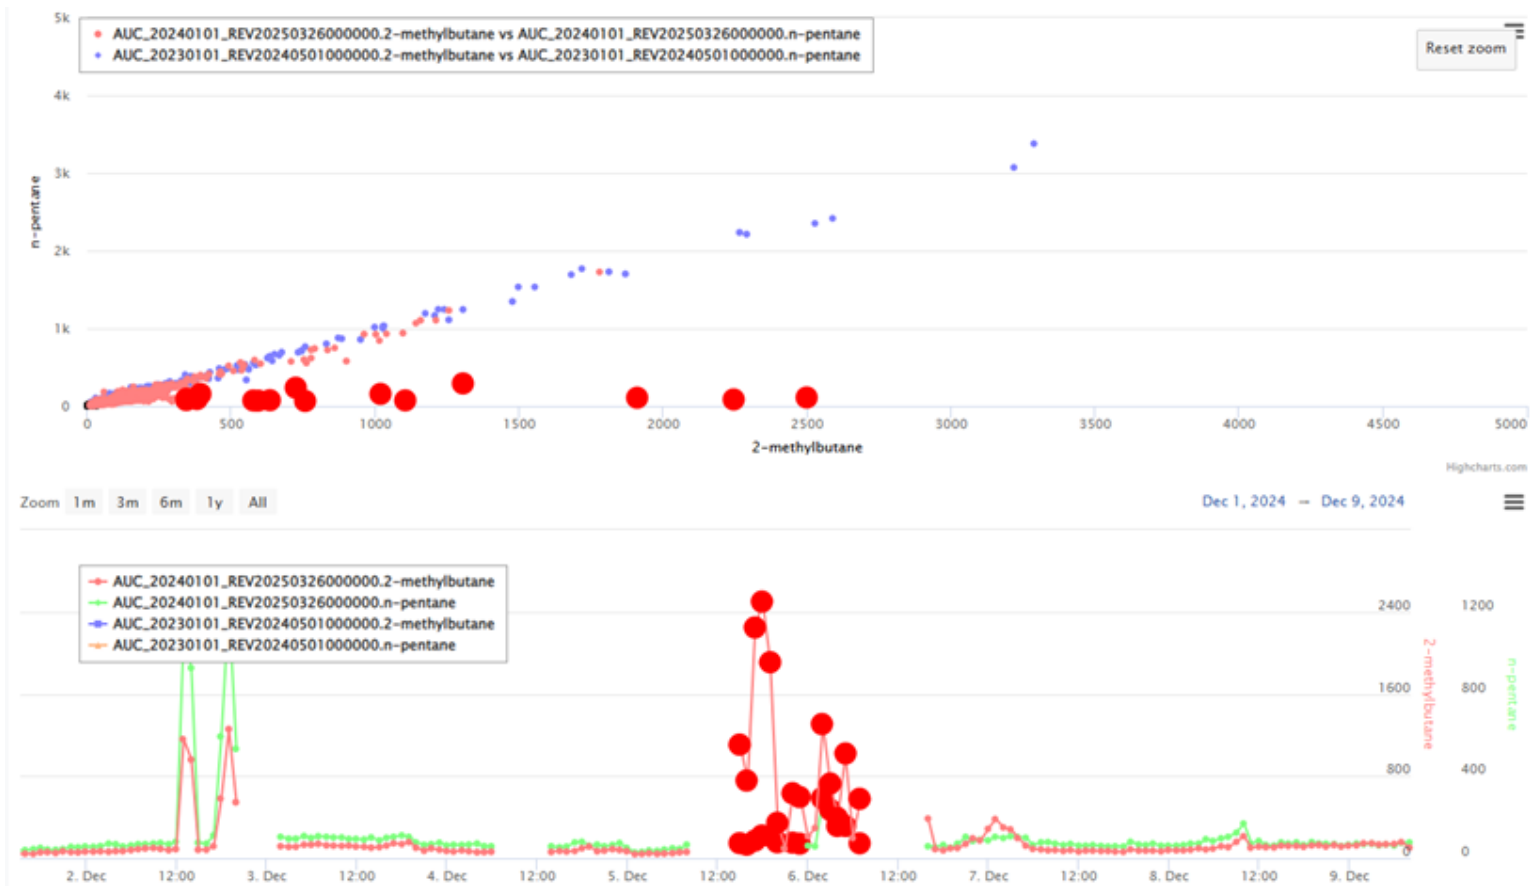 5k
AUC_20240101_REV20250326000000.2-methylbutane vs AUC_20240101_REV20250326000000.n-pentane
AUC_20230101_REV20240501000000.2-methylbutane vs AUC_20230101_REV20240501000000.n-pentane
Reset zoom
4k
3k
2k
1k
0
n-pentane
0 500 1000 1500 2000 2500 3000 3500 4000 4500 5000
2-methylbutane
Highcharts.com
Zoom 1m 3m 6m 1y All
Dec 1, 2024 → Dec 9, 2024
AUC_20240101_REV20250326000000.2-methylbutane
AUC_20240101_REV20250326000000.n-pentane
AUC_20230101_REV20240501000000.2-methylbutane
AUC_20230101_REV20240501000000.n-pentane
2400 1200
1600 800
800 400
0 0
2-methylbutane
n-pentane
2. Dec 12:00 3. Dec 12:00 4. Dec 12:00 5. Dec 12:00 6. Dec 12:00 7. Dec 12:00 8. Dec 12:00 9. Dec